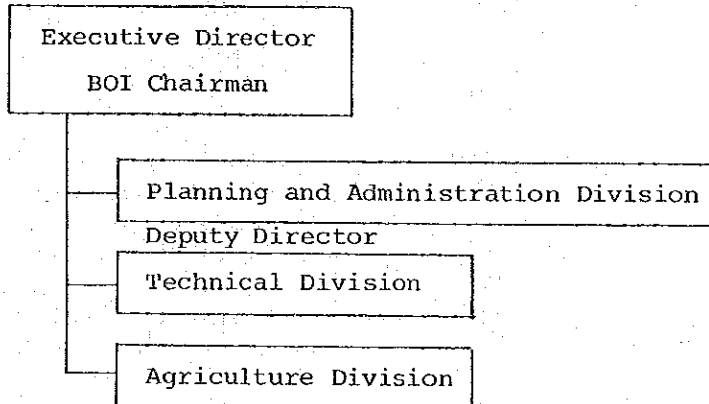 Executive Director
BOI Chairman
Planning and Administration Division
Deputy Director
Technical Division
Agriculture Division